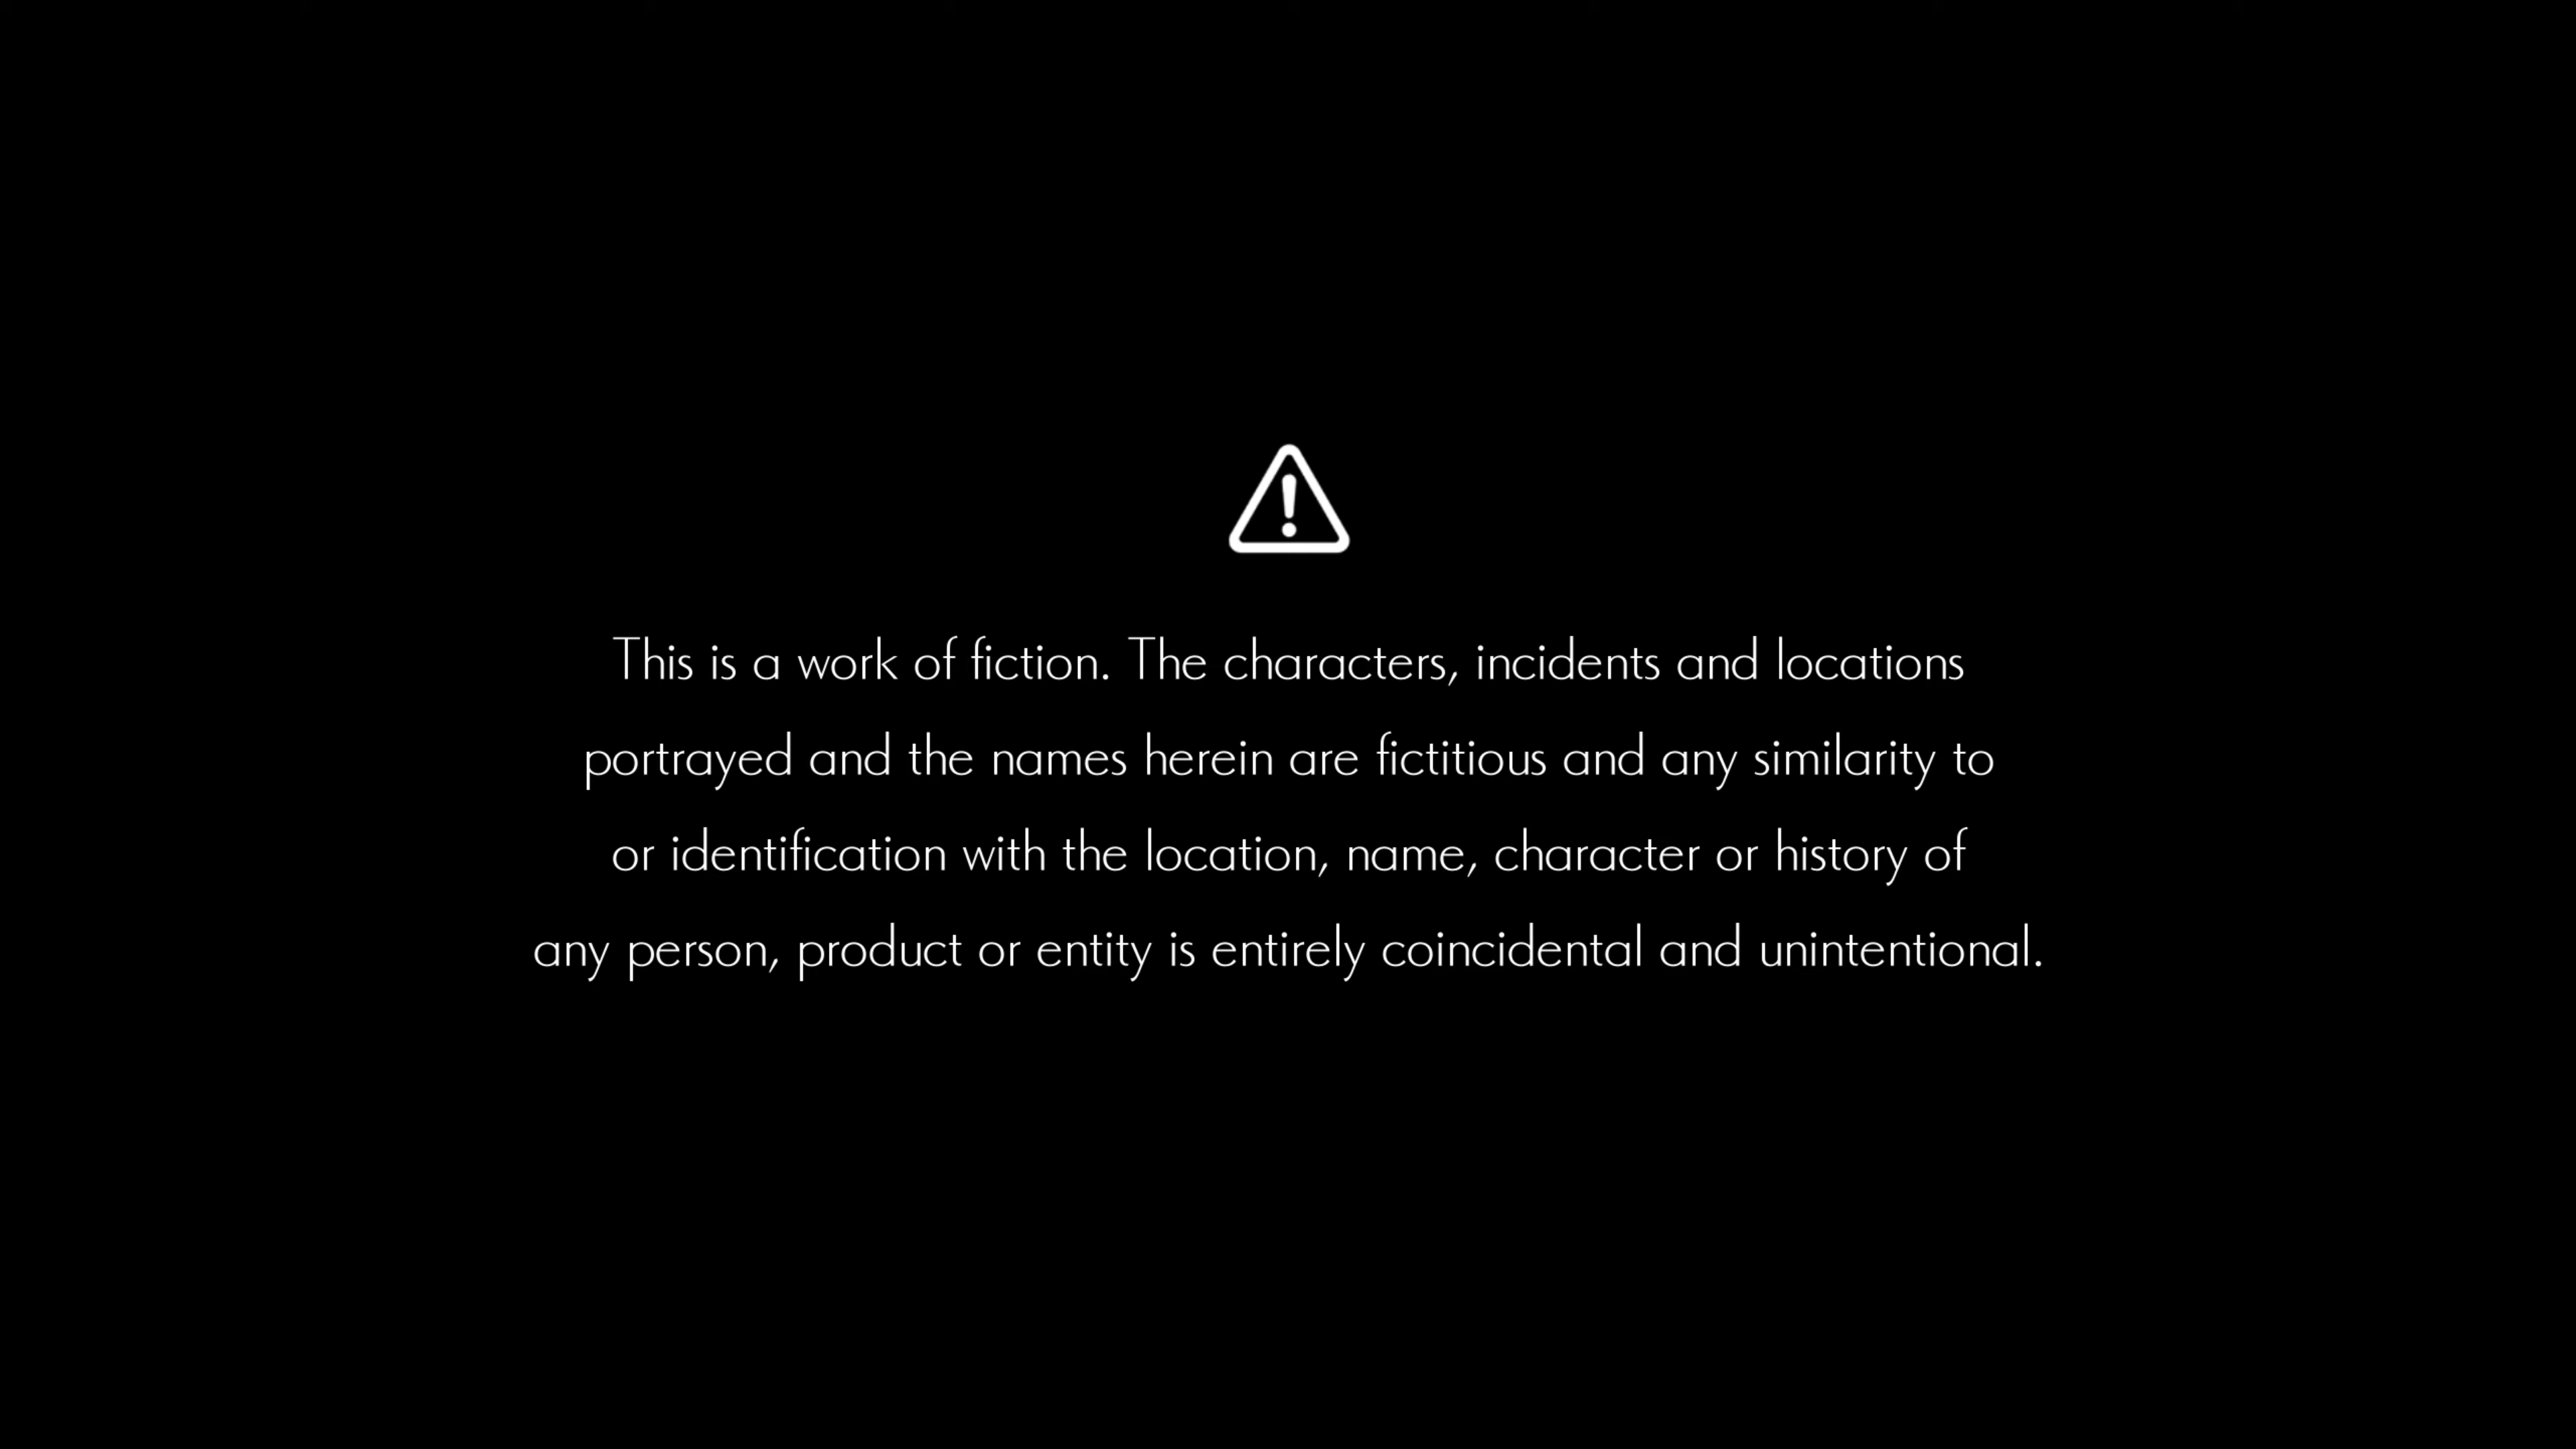 This is a work of fiction. The characters, incidents and locations
portrayed and the names herein are fictitious and any similarity to
or identification with the location, name, character or history of
any person, product or entity is entirely coincidental and unintentional.